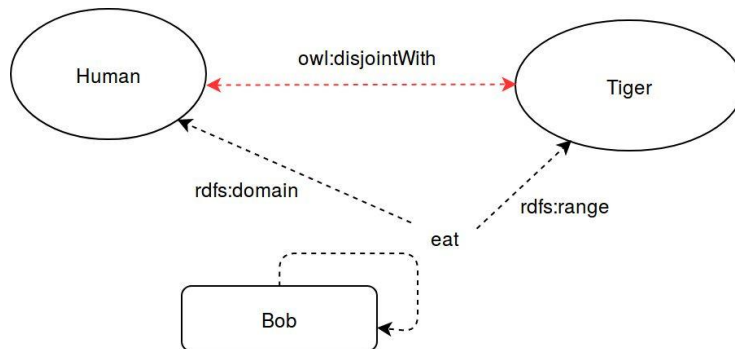 owl:disjointWith
Human
Tiger
rdfs:domain
rdfs:range
eat
Bob